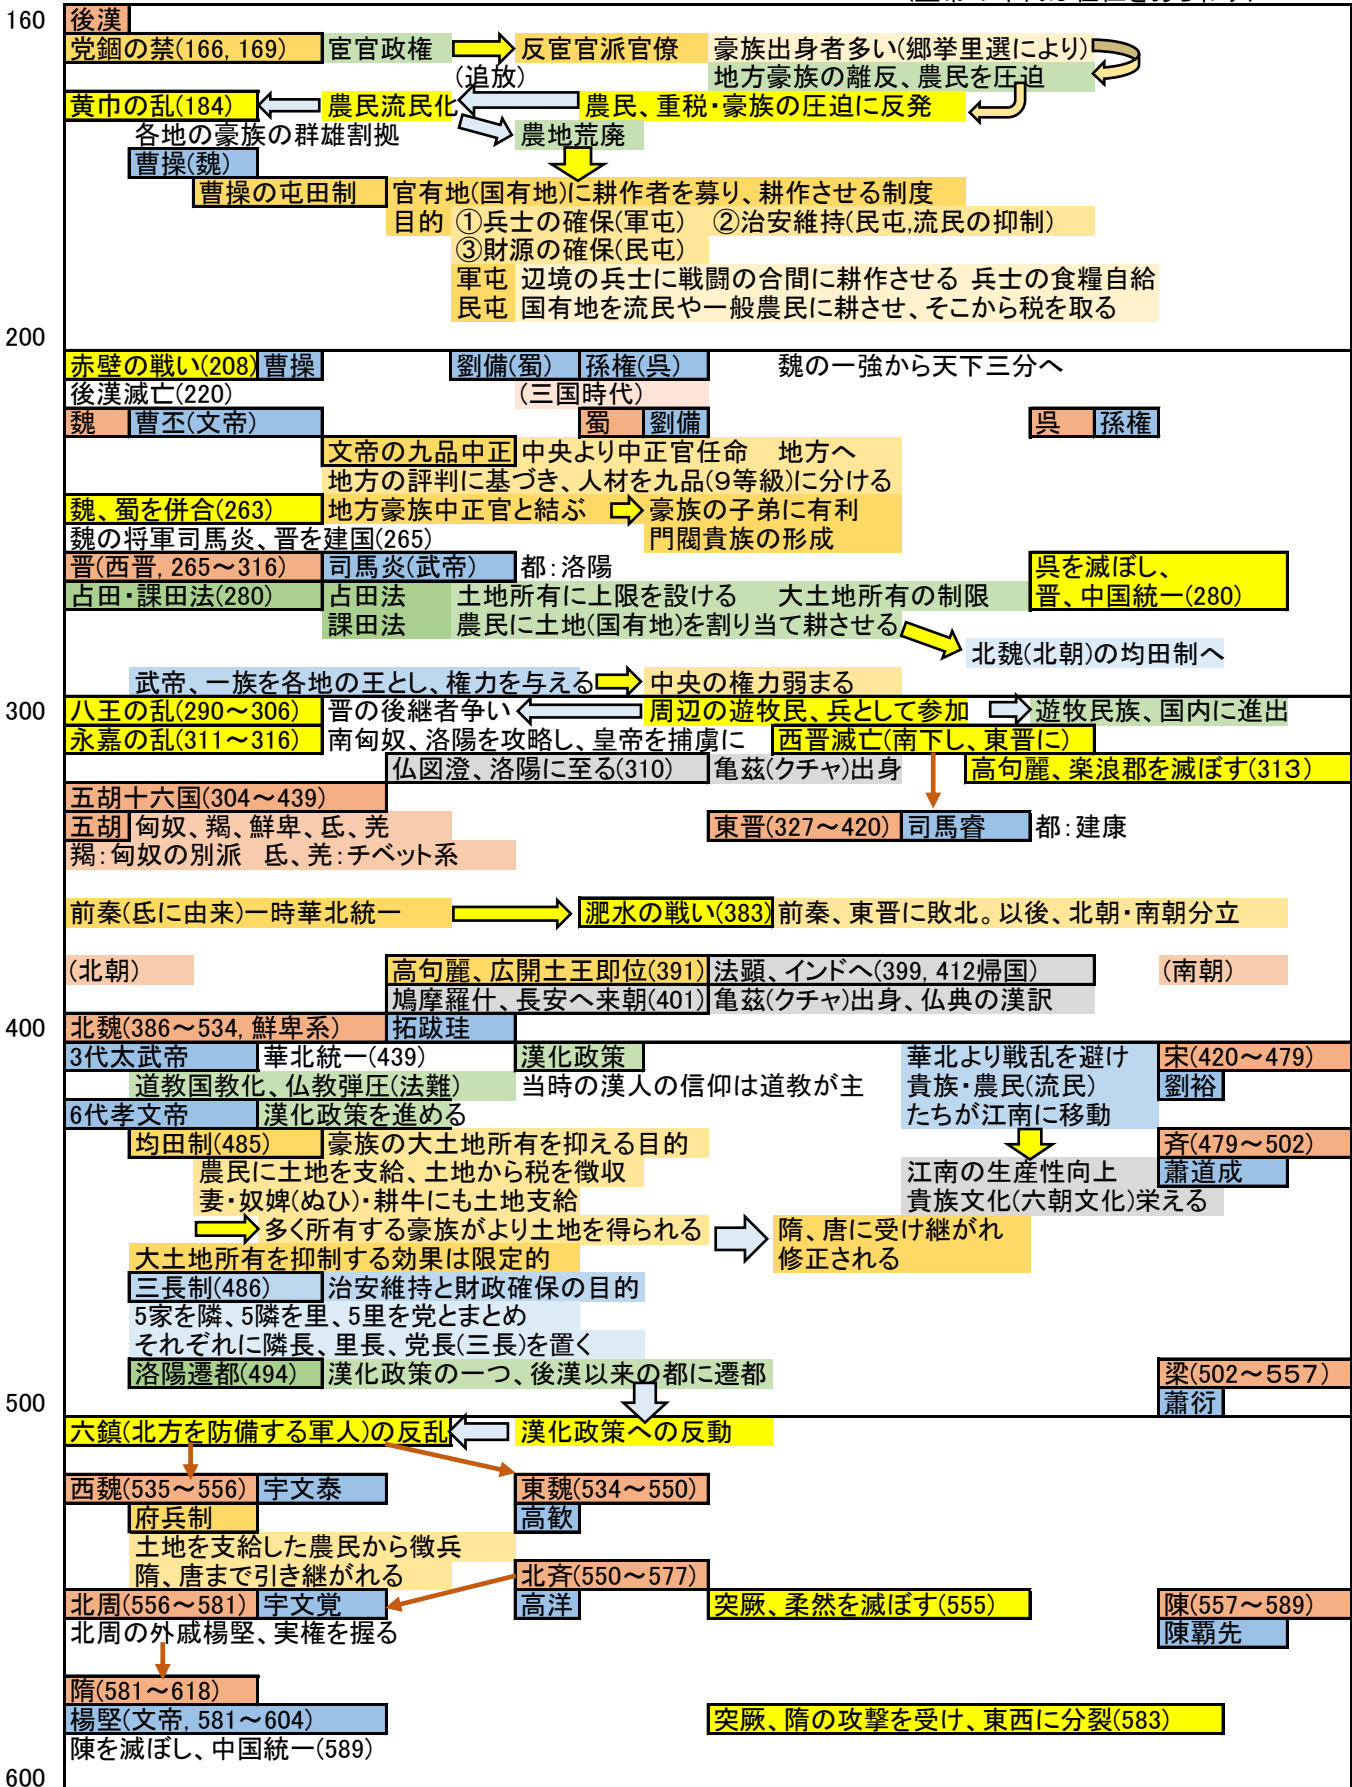 160
後漢
党錮の禁(166, 169) 宦官政権 反宦官派官僚 豪族出身者多い(郷挙里選により)
(追放) 地方豪族の離反、農民を圧迫
黄巾の乱(184) 農民流民化 農民、重税・豪族の圧迫に反発
各地の豪族の群雄割拠 農地荒廃
曹操(魏)
曹操の屯田制 官有地(国有地)に耕作者を募り、耕作させる制度
目的 ①兵士の確保(軍屯) ②治安維持(民屯,流民の抑制)
③財源の確保(民屯)
軍屯 辺境の兵士に戦闘の合間に耕作させる 兵士の食糧自給
民屯 国有地を流民や一般農民に耕させ、そこから税を取る
200
赤壁の戦い(208) 曹操 劉備(蜀) 孫権(呉) 魏の一強から天下三分へ
後漢滅亡(220) (三国時代)
魏 曹丕(文帝) 蜀 劉備 呉 孫権
文帝の九品中正 中央より中正官任命 地方へ
地方の評判に基づき、人材を九品(9等級)に分ける
魏、蜀を併合(263) 地方豪族中正官と結ぶ 豪族の子弟に有利
魏の将軍司馬炎、晋を建国(265) 門閥貴族の形成
晋(西晋, 265～316) 司馬炎(武帝) 都：洛陽 呉を滅ぼし、
占田・課田法(280) 占田法 土地所有に上限を設ける 大土地所有の制限 晋、中国統一(280)
課田法 農民に土地(国有地)を割り当て耕させる
北魏(北朝)の均田制へ
武帝、一族を各地の王とし、権力を与える 中央の権力弱まる
300 八王の乱(290～306) 晋の後継者争い 周辺の遊牧民、兵として参加 遊牧民族、国内に進出
永嘉の乱(311～316) 南匈奴、洛陽を攻略し、皇帝を捕虜に 西晋滅亡(南下し、東晋に)
仏図澄、洛陽に至る(310) 亀茲(クチャ)出身 高句麗、楽浪郡を滅ぼす(313)
五胡十六国(304～439)
五胡 匈奴、羯、鮮卑、氐、羌 東晋(327～420) 司馬睿 都：建康
羯：匈奴の別派 氐、羌：チベット系
前秦(氐に由来)一時華北統一 淝水の戦い(383) 前秦、東晋に敗北。以後、北朝・南朝分立
(北朝) 高句麗、広開土王即位(391) 法顕、インドへ(399, 412帰国) (南朝)
鳩摩羅什、長安へ来朝(401) 亀茲(クチャ)出身、仏典の漢訳
400 北魏(386～534, 鮮卑系) 拓跋珪
3代太武帝 華北統一(439) 漢化政策 華北より戦乱を避け 宋(420～479)
道教国教化、仏教弾圧(法難) 当時の漢人の信仰は道教が主 貴族・農民(流民) 劉裕
6代孝文帝 漢化政策を進める たちが江南に移動
均田制(485) 豪族の大土地所有を抑える目的 斉(479～502)
農民に土地を支給、土地から税を徴収 江南の生産性向上 蕭道成
妻・奴婢(ぬひ)・耕牛にも土地支給 貴族文化(六朝文化)栄える
多く所有する豪族がより土地を得られる 隋、唐に受け継がれ
大土地所有を抑制する効果は限定的 修正される
三長制(486) 治安維持と財政確保の目的
5家を隣、5隣を里、5里を党とまとめ
それぞれに隣長、里長、党長(三長)を置く
洛陽遷都(494) 漢化政策の一つ、後漢以来の都に遷都 梁(502～557)
500 蕭衍
六鎮(北方を防備する軍人)の反乱 漢化政策への反動
西魏(535～556) 宇文泰 東魏(534～550)
府兵制 高歓
土地を支給した農民から徴兵
隋、唐まで引き継がれる 北斉(550～577)
北周(556～581) 宇文覚 高洋 突厥、柔然を滅ぼす(555) 陳(557～589)
北周の外戚楊堅、実権を握る 陳覇先
隋(581～618)
楊堅(文帝, 581～604) 突厥、隋の攻撃を受け、東西に分裂(583)
陳を滅ぼし、中国統一(589)
600